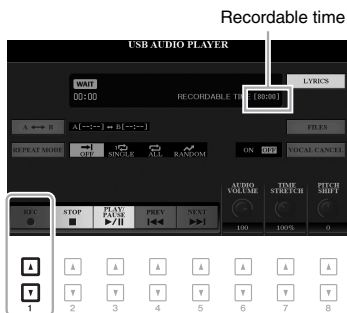 Recordable time
USB AUDIO PLAYER
WAIT
00:00
RECORDABLE TIME [80:00]
LYRICS
A ⟷ B
A[--:--] ↔ B[--:--]
FILES
REPEAT MODE
OFF
SINGLE
ALL
RANDOM
ON OFF
VOCAL CANCEL
AUDIO VOLUME
TIME STRETCH
PITCH SHIFT
REC
STOP
PLAY/PAUSE
PREV
NEXT
100
100%
0
1 2 3 4 5 6 7 8